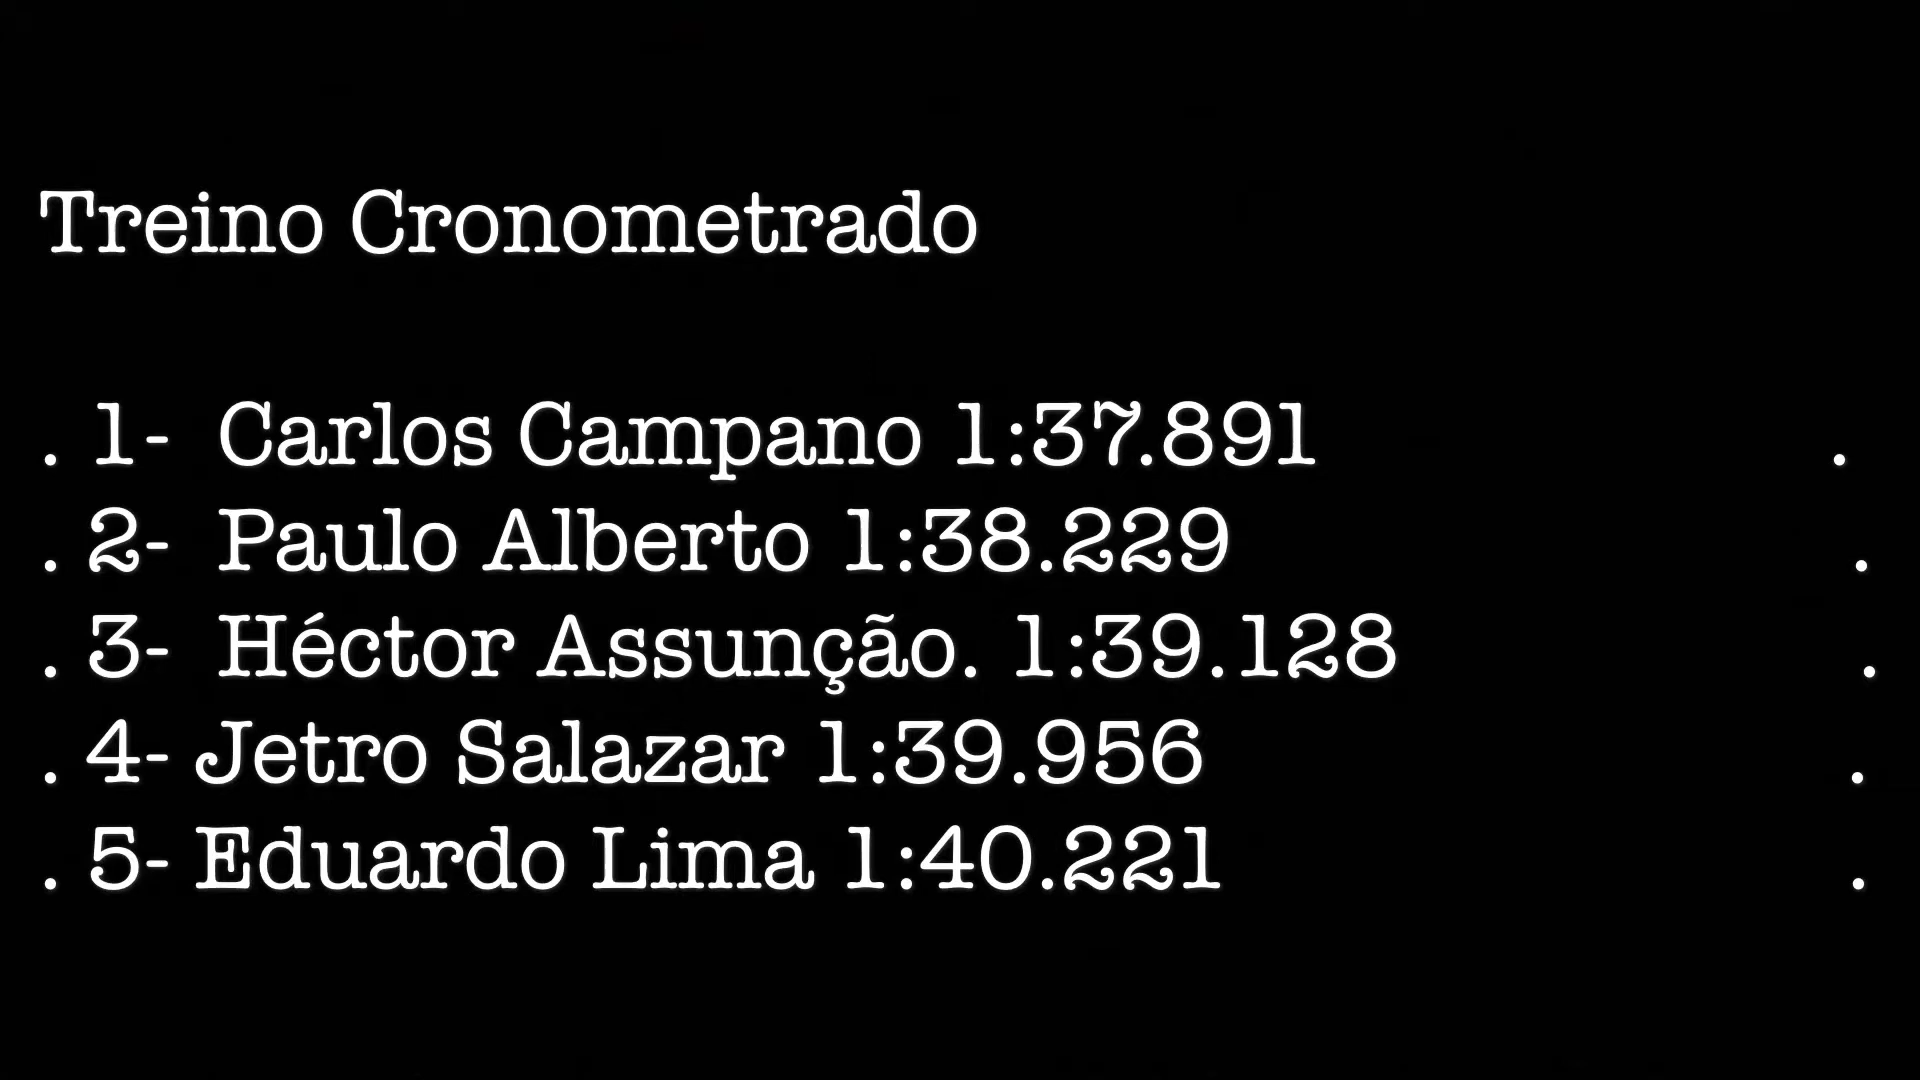 Treino Cronometrado
. 1- Carlos Campano 1:37.891 .
. 2- Paulo Alberto 1:38.229 .
. 3- Héctor Assunção. 1:39.128 .
. 4- Jetro Salazar 1:39.956 .
. 5- Eduardo Lima 1:40.221 .